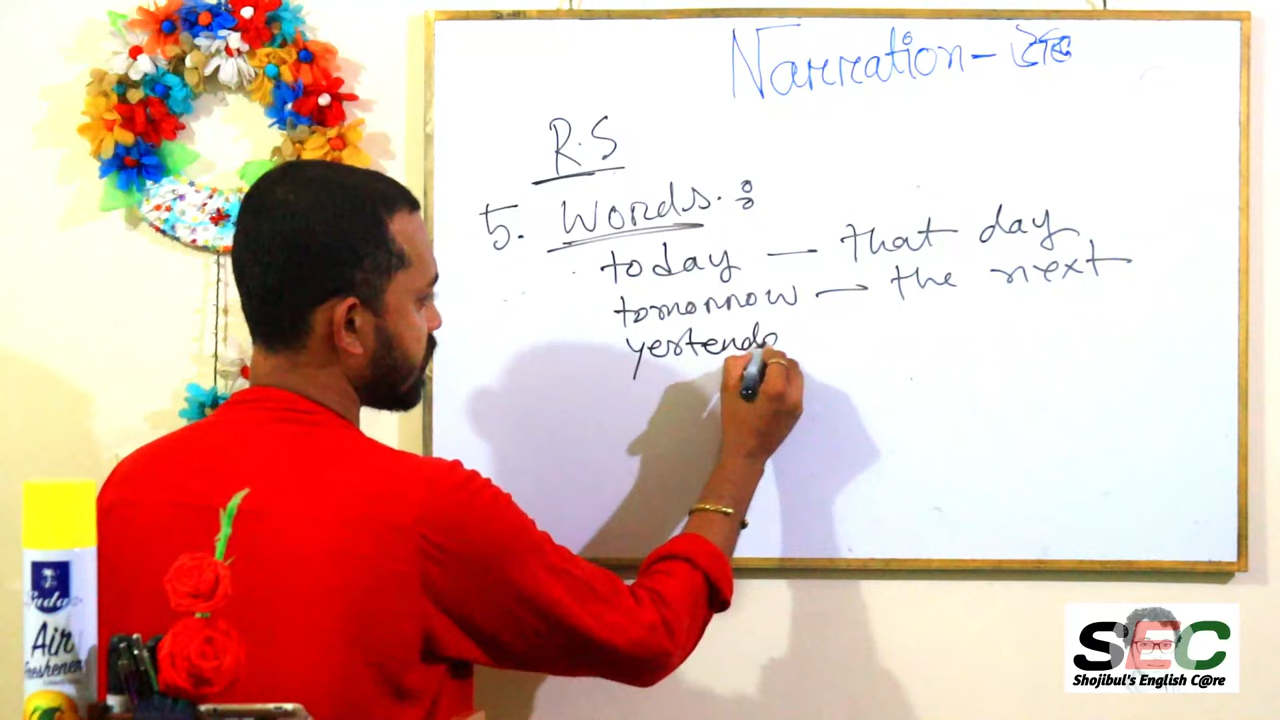 Narration -
R.S
5. Words :
today — that day
tomorrow — the next
yesterda
Air
Freshener
SEC
Shojibul's English C@re